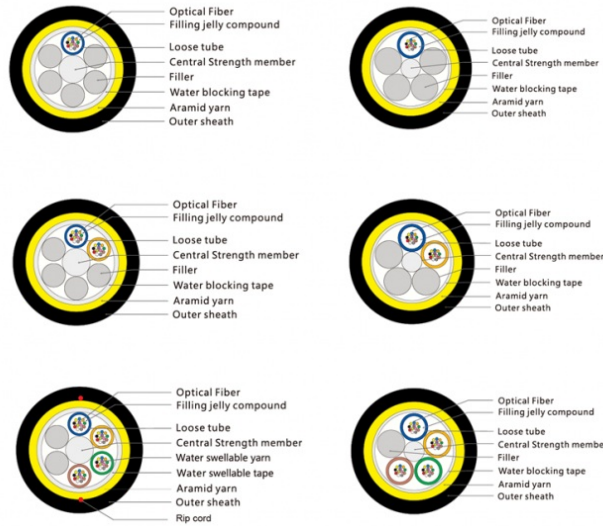 Optical Fiber
Filling jelly compound
Loose tube
Central Strength member
Filler
Water blocking tape
Aramid yarn
Outer sheath
Optical Fiber
Filling jelly compound
Loose tube
Central Strength member
Filler
Water blocking tape
Aramid yarn
Outer sheath
Optical Fiber
Filling jelly compound
Loose tube
Central Strength member
Filler
Water blocking tape
Aramid yarn
Outer sheath
Optical Fiber
Filling jelly compound
Loose tube
Central Strength member
Filler
Water blocking tape
Aramid yarn
Outer sheath
Optical Fiber
Filling jelly compound
Loose tube
Central Strength member
Water swellable yarn
Water swellable tape
Aramid yarn
Outer sheath
Rip cord
Optical Fiber
Filling jelly compound
Loose tube
Central Strength membe
Filler
Water blocking tape
Aramid yarn
Outer sheath